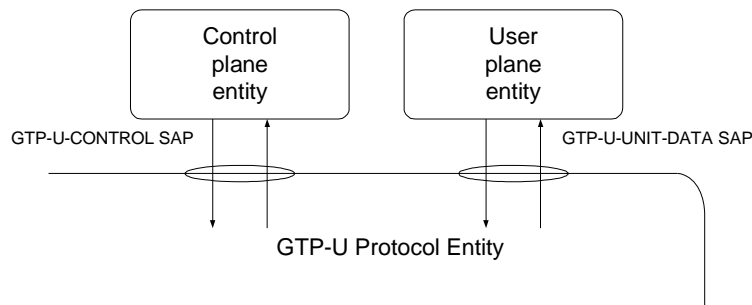 Control
plane
entity
User
plane
entity
GTP-U-CONTROL SAP
GTP-U-UNIT-DATA SAP
GTP-U Protocol Entity